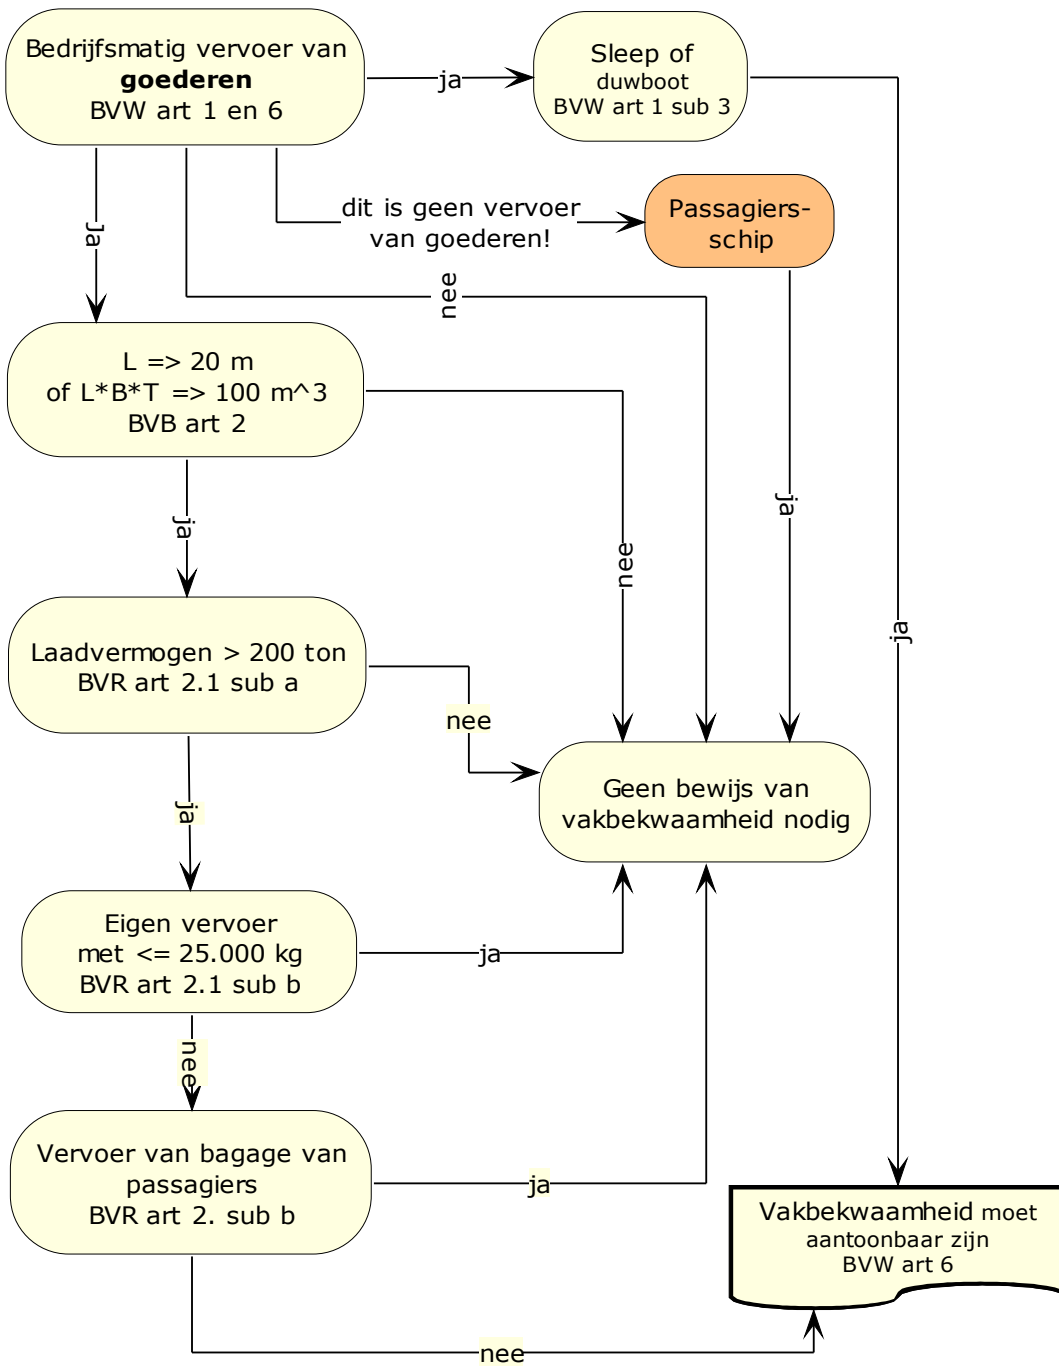 Bedrijfsmatig vervoer van
goederen
BVW art 1 en 6
ja
Sleep of
duwboot
BVW art 1 sub 3
dit is geen vervoer
van goederen!
Passagiers-
schip
Ja
nee
L => 20 m
of L*B*T => 100 m^3
BVB art 2
ja
ja
nee
ja
Laadvermogen > 200 ton
BVR art 2.1 sub a
nee
Geen bewijs van
vakbekwaamheid nodig
ja
Eigen vervoer
met <= 25.000 kg
BVR art 2.1 sub b
ja
nee
Vervoer van bagage van
passagiers
BVR art 2. sub b
ja
Vakbekwaamheid moet
aantoonbaar zijn
BVW art 6
nee